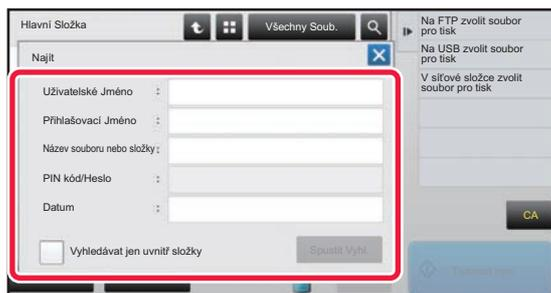 Hlavní Složka
Všechny Soub.
Najít
Uživatelské Jméno :
Přihlašovací Jméno :
Název souboru nebo složky :
PIN kód/Heslo :
Datum :
Vyhledávat jen uvnitř složky
Spustit Vyhl.
Na FTP zvolit soubor
pro tisk
Na USB zvolit soubor
pro tisk
V síťové složce zvolit
soubor pro tisk
CA